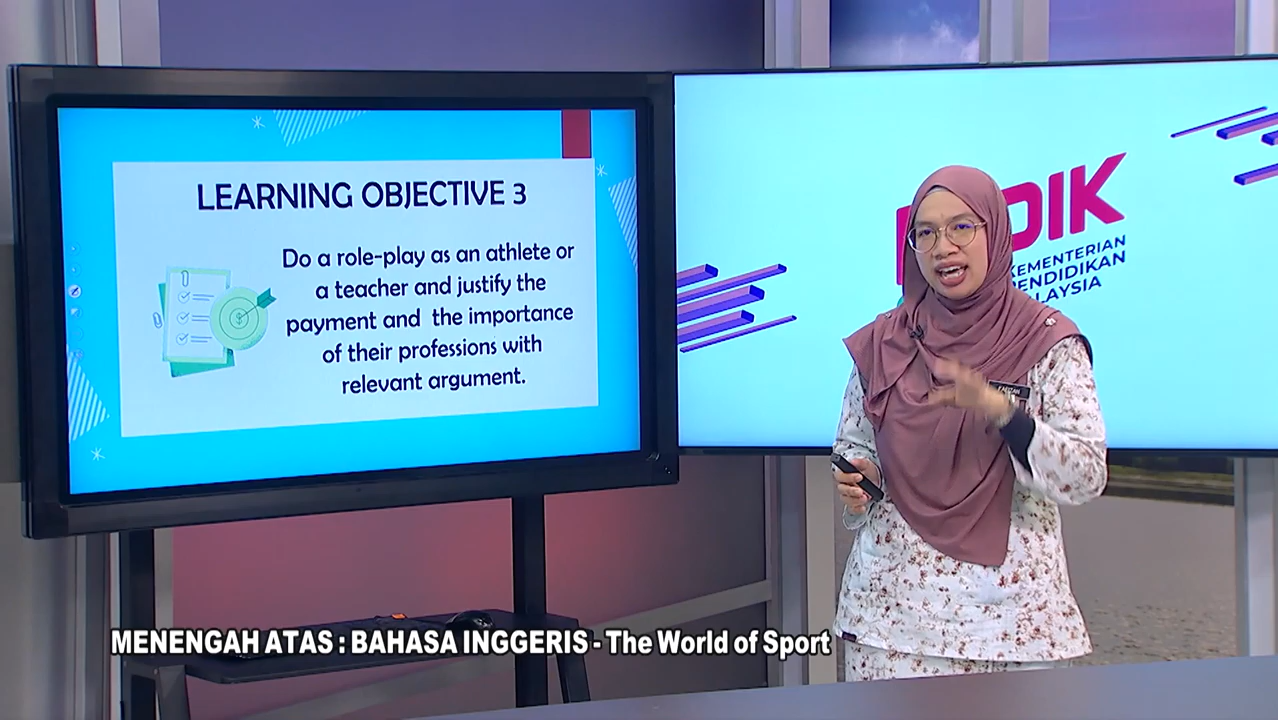 LEARNING OBJECTIVE 3
Do a role-play as an athlete or
a teacher and justify the
payment and the importance
of their professions with
relevant argument.
DIK
KEMENTERIAN
PENDIDIKAN
MALAYSIA
MENENGAH ATAS : BAHASA INGGERIS - The World of Sport